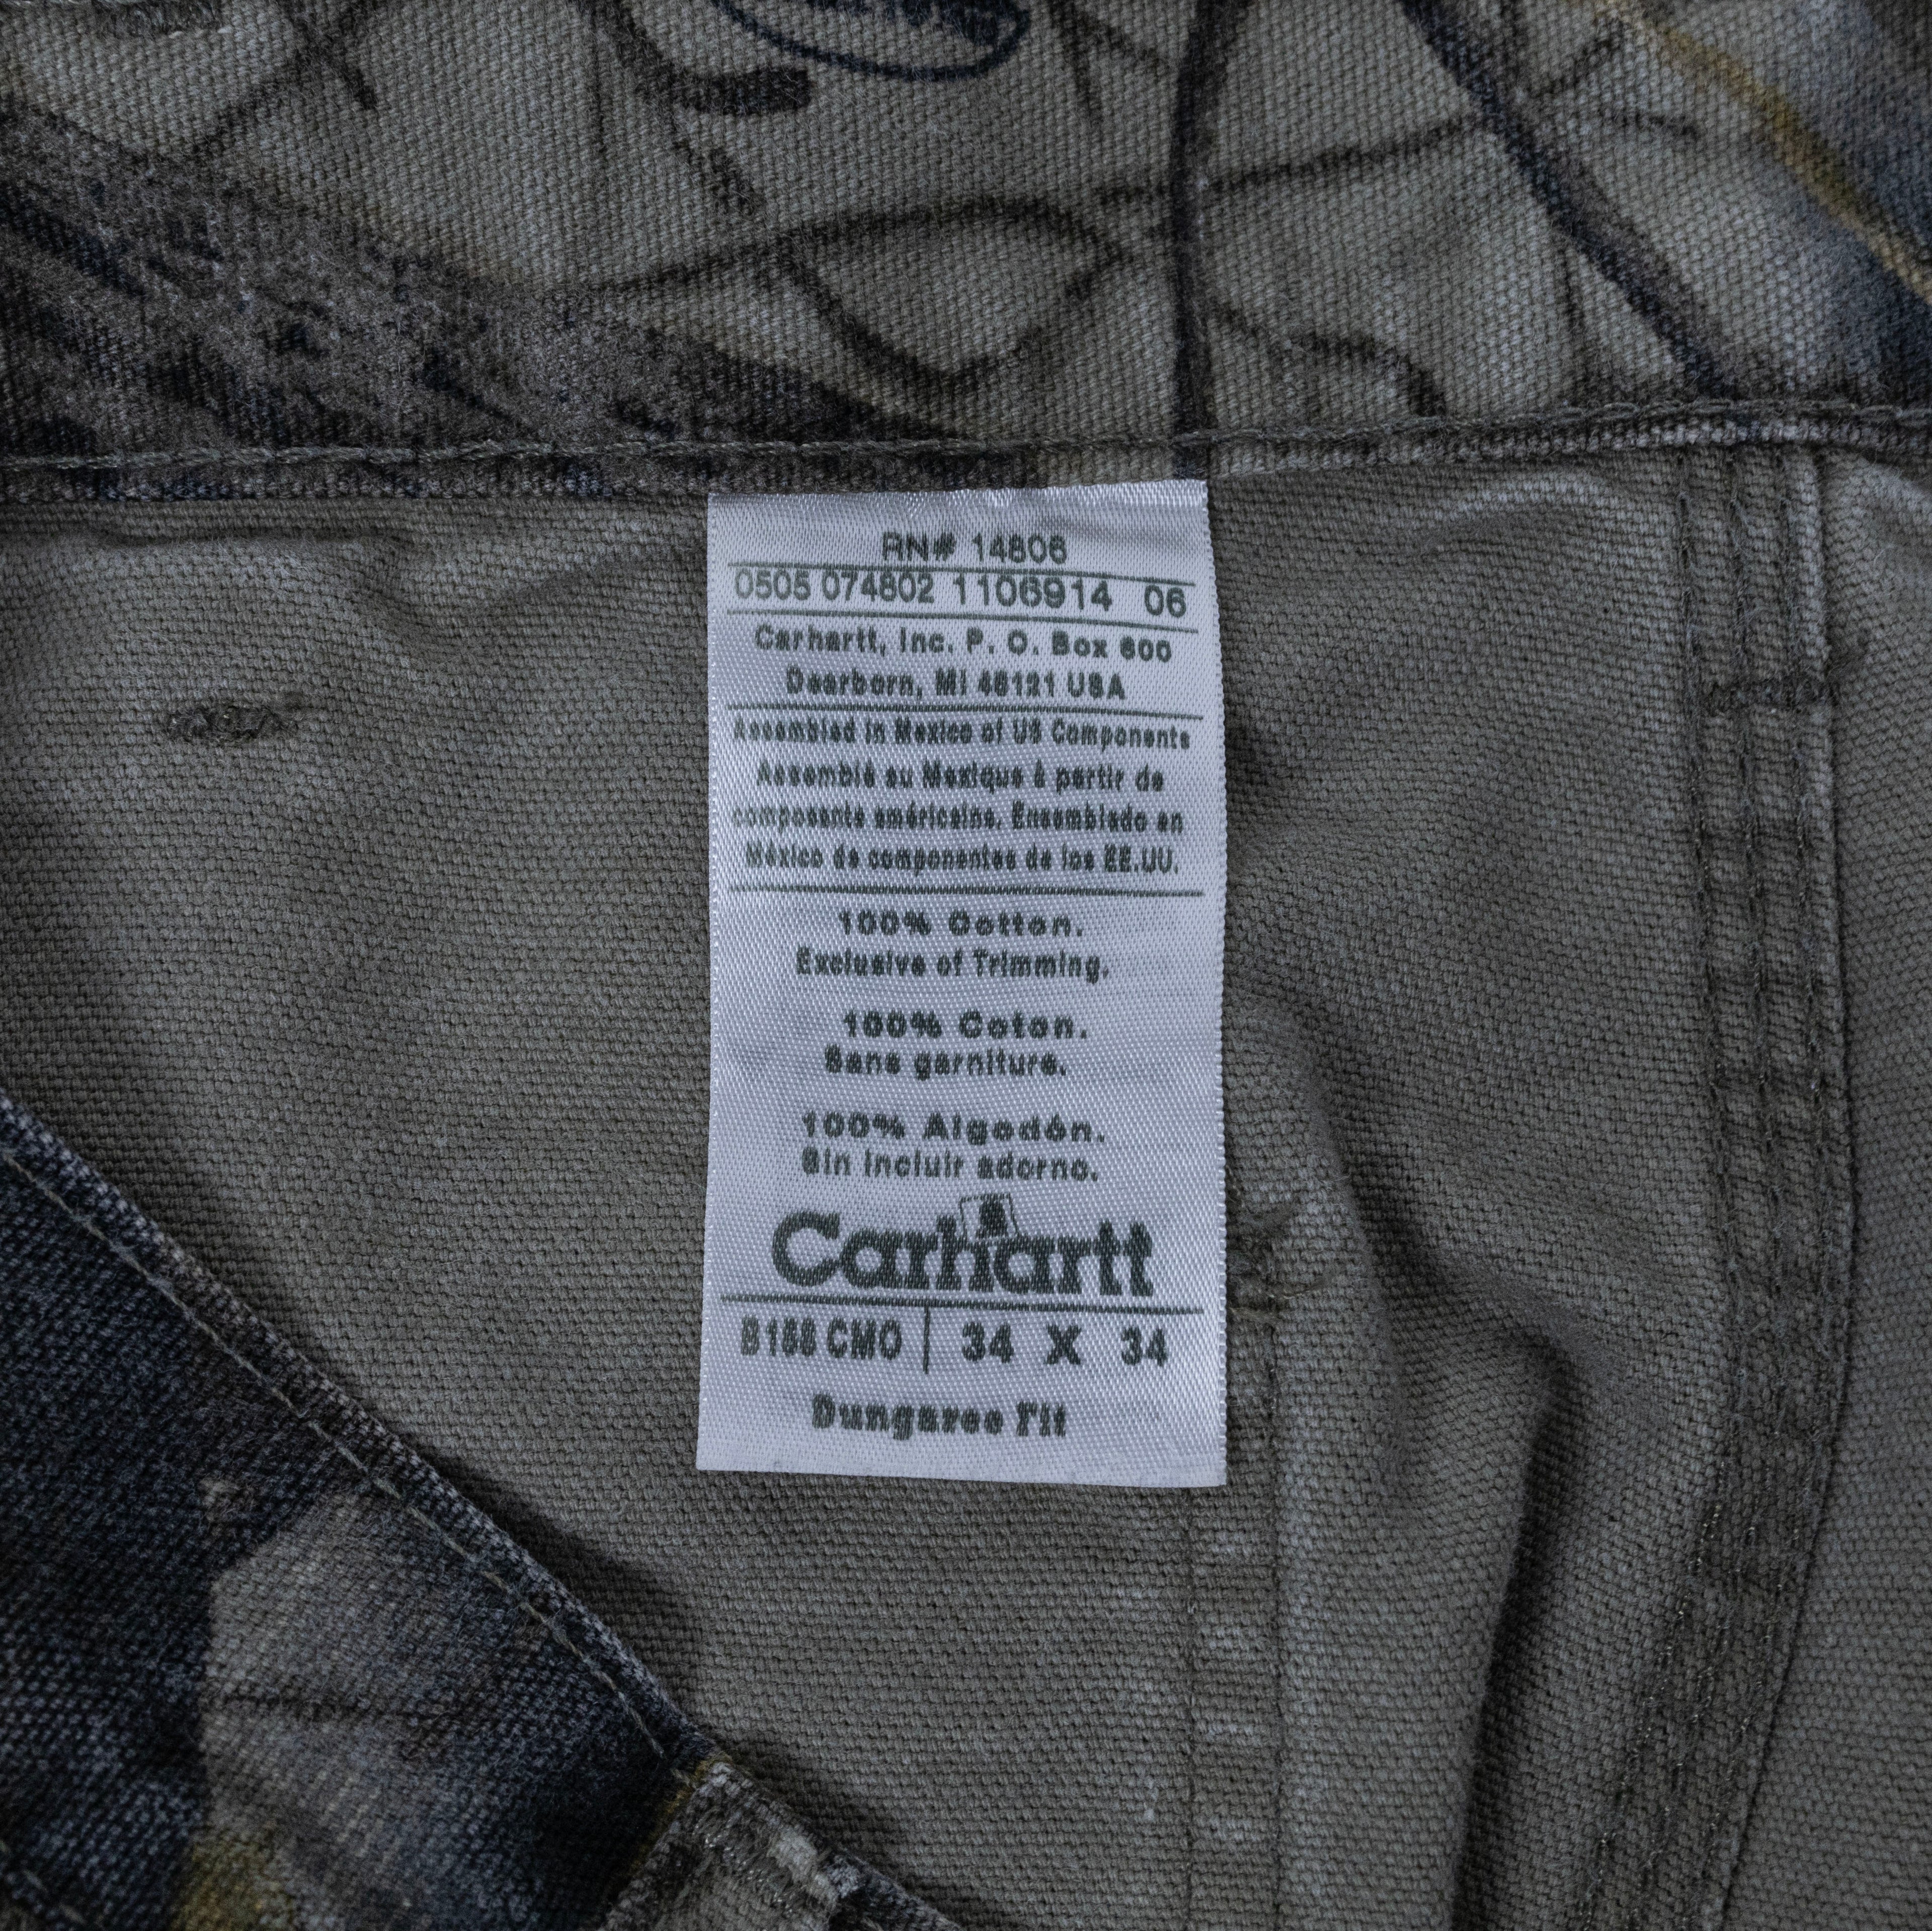 RN# 14806
0505 074802 1106914 06
Carhartt, Inc. P. O. Box 600
Dearborn, MI 48121 USA
Assembled in Mexico of US Components
Assemblé au Mexique à partir de
composants américains. Ensamblado en
México de componentes de los EE.UU.
100% Cotton.
Exclusive of Trimming.
100% Coton.
Sans garniture.
100% Algodón.
Sin incluir adorno.
Carhartt
B188 CMO 34 X 34
Dungaree Fit